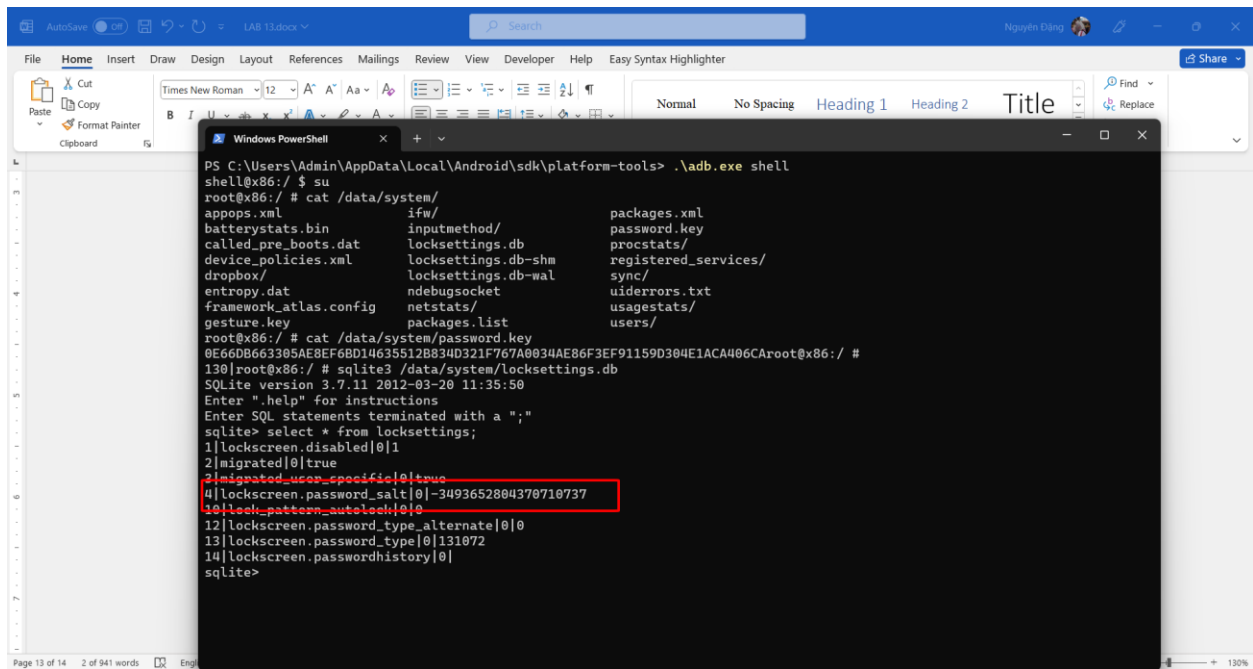 AutoSave Off LAB 13.docx Search Nguyên Đăng
File Home Insert Draw Design Layout References Mailings Review View Developer Help Easy Syntax Highlighter Share
Cut
Copy
Format Painter
Paste
Clipboard
Times New Roman 12
Normal No Spacing Heading 1 Heading 2 Title
Find
Replace
Windows PowerShell
PS C:\Users\Admin\AppData\Local\Android\sdk\platform-tools> .\adb.exe shell
shell@x86:/ $ su
root@x86:/ # cat /data/system/
appops.xml ifw/ packages.xml
batterystats.bin inputmethod/ password.key
called_pre_boots.dat locksettings.db procstats/
device_policies.xml locksettings.db-shm registered_services/
dropbox/ locksettings.db-wal sync/
entropy.dat ndebugsocket uiderrors.txt
framework_atlas.config netstats/ usagestats/
gesture.key packages.list users/
root@x86:/ # cat /data/system/password.key
0E66DB663305AE8EF6BD14635512B834D321F767A0034AE86F3EF91159D304E1ACA406CAroot@x86:/ #
130|root@x86:/ # sqlite3 /data/system/locksettings.db
SQLite version 3.7.11 2012-03-20 11:35:50
Enter ".help" for instructions
Enter SQL statements terminated with a ";"
sqlite> select * from locksettings;
1|lockscreen.disabled|0|1
2|migrated|0|true
3|migrated_user_specific|0|true
4|lockscreen.password_salt|0|-3493652804370710737
10|lock_pattern_autolock|0|0
12|lockscreen.password_type_alternate|0|0
13|lockscreen.password_type|0|131072
14|lockscreen.passwordhistory|0|
sqlite>
Page 13 of 14 2 of 941 words 130%